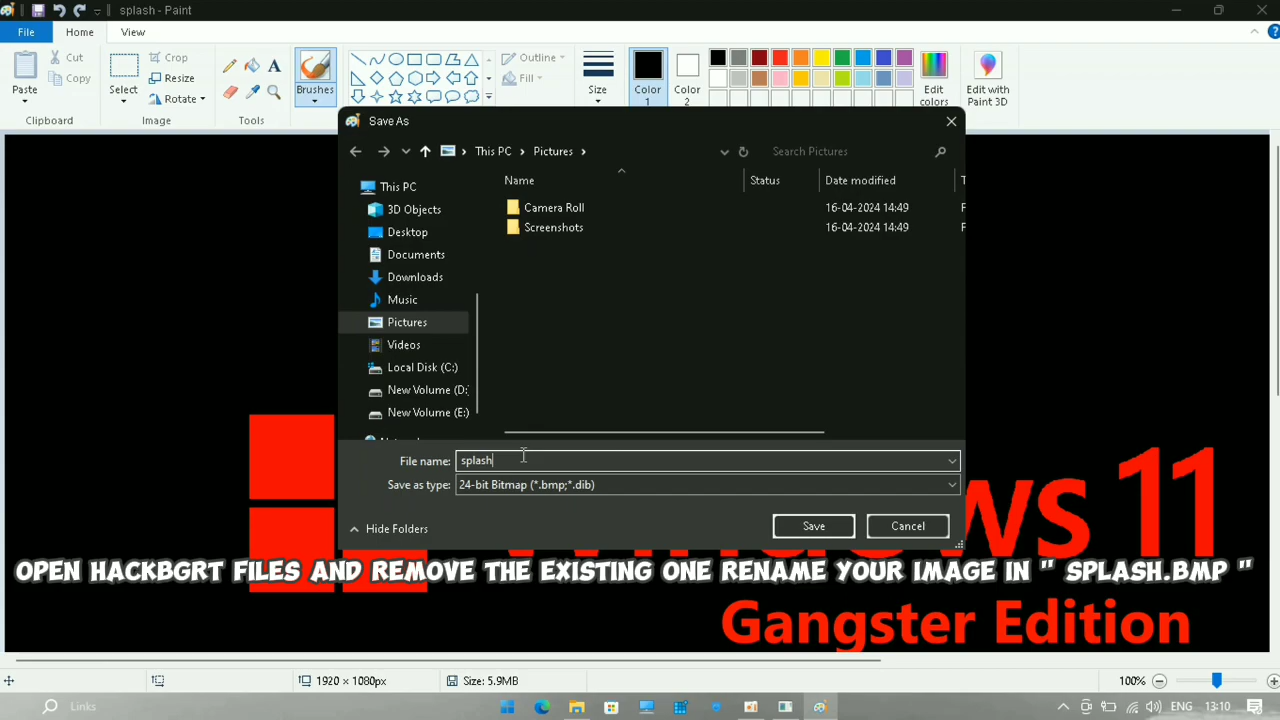 splash - Paint
File
Home
View
Paste
Cut
Copy
Clipboard
Select
Crop
Resize
Rotate
Image
Tools
Brushes
Outline
Fill
Size
Color
1
Color
2
Edit
colors
Edit with
Paint 3D
Save As
This PC
Pictures
Search Pictures
Name
Status
Date modified
T
This PC
3D Objects
Desktop
Documents
Downloads
Music
Pictures
Videos
Local Disk (C:)
New Volume (D:
New Volume (E:)
Camera Roll
16-04-2024 14:49
F
Screenshots
16-04-2024 14:49
F
File name:
splash
Save as type:
24-bit Bitmap (*.bmp;*.dib)
Hide Folders
Save
Cancel
ws 11
OPEN HACKBGRT FILES AND REMOVE THE EXISTING ONE RENAME YOUR IMAGE IN " SPLASH.BMP "
Gangster Edition
1920 × 1080px
Size: 5.9MB
100%
Links
ENG
13:10